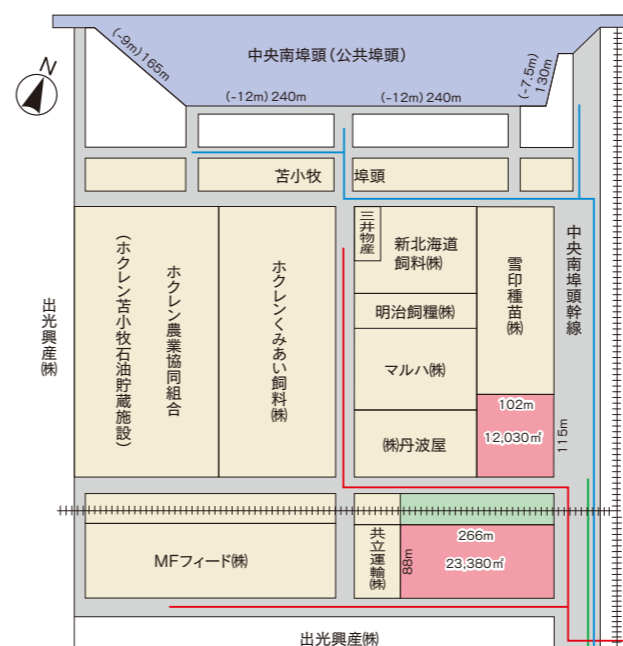 中央南埠頭(公共埠頭)
(-9m)165m
(-12m)240m
(-12m)240m
(-7.5m)
130m
N
苫小牧 埠頭
三井物産
新北海道
飼料㈱
雪印種苗㈱
中央南埠頭幹線
明治飼糧㈱
マルハ㈱
㈱丹波屋
102m
12,030㎡
115m
出光興産㈱
ホクレン農業協同組合
(ホクレン苫小牧石油貯蔵施設)
ホクレンくみあい飼料㈱
MFフィード㈱
共立運輸㈱
266m
88m
23,380㎡
出光興産㈱